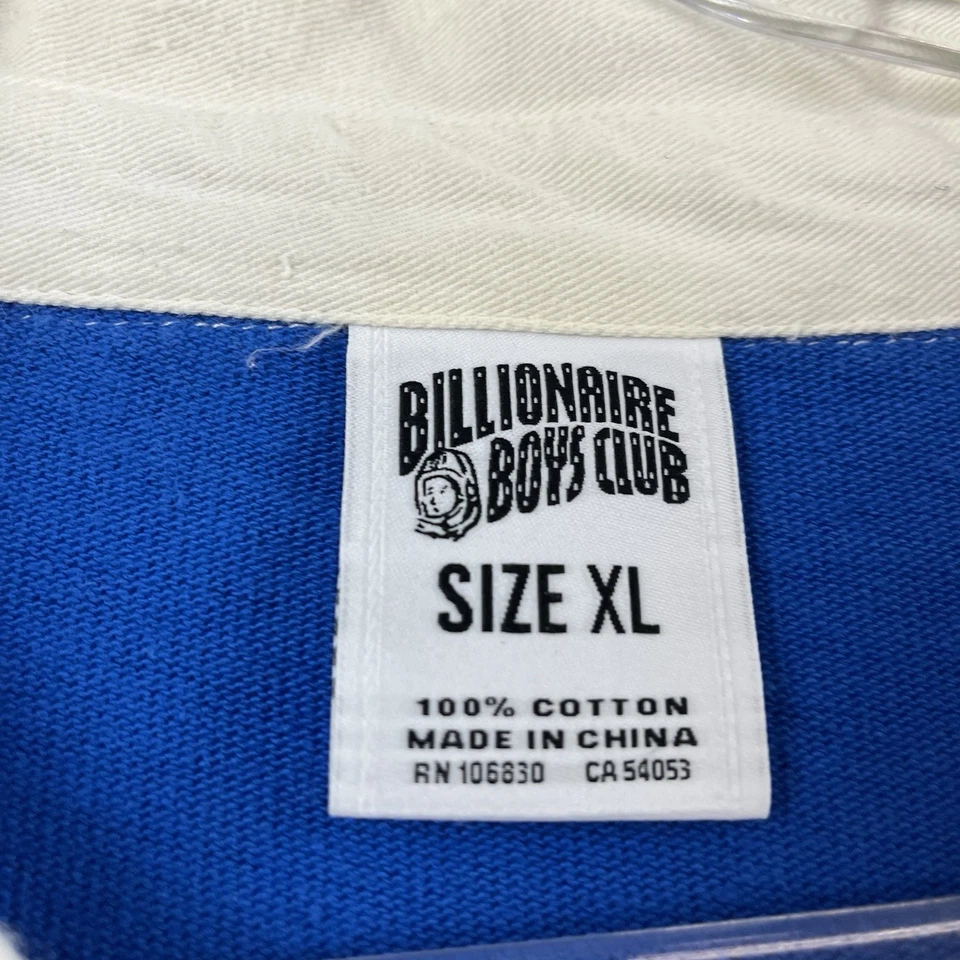 BILLIONAIRE
BOYS CLUB
SIZE XL
100% COTTON
MADE IN CHINA
RN 106830 CA 54053